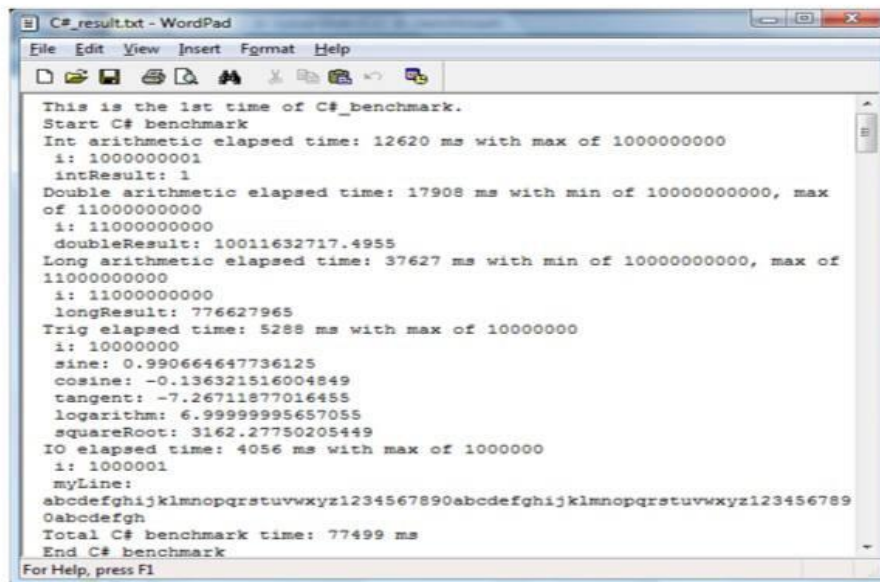 C#_result.txt - WordPad
File Edit View Insert Format Help
This is the 1st time of C#_benchmark.
Start C# benchmark
Int arithmetic elapsed time: 12620 ms with max of 1000000000
i: 1000000001
intResult: 1
Double arithmetic elapsed time: 17908 ms with min of 10000000000, max
of 11000000000
i: 11000000000
doubleResult: 10011632717.4955
Long arithmetic elapsed time: 37627 ms with min of 10000000000, max of
11000000000
i: 11000000000
longResult: 776627965
Trig elapsed time: 5288 ms with max of 10000000
i: 10000000
sine: 0.990664647736125
cosine: -0.136321516004849
tangent: -7.26711877016455
logarithm: 6.99999995657055
squareRoot: 3162.27750205449
IO elapsed time: 4056 ms with max of 1000000
i: 1000001
myLine:
abcdefghijklmnopqrstuvwxyz1234567890abcdefghijklmnopqrstuvwxyz123456789
0abcdefgh
Total C# benchmark time: 77499 ms
End C# benchmark
For Help, press F1